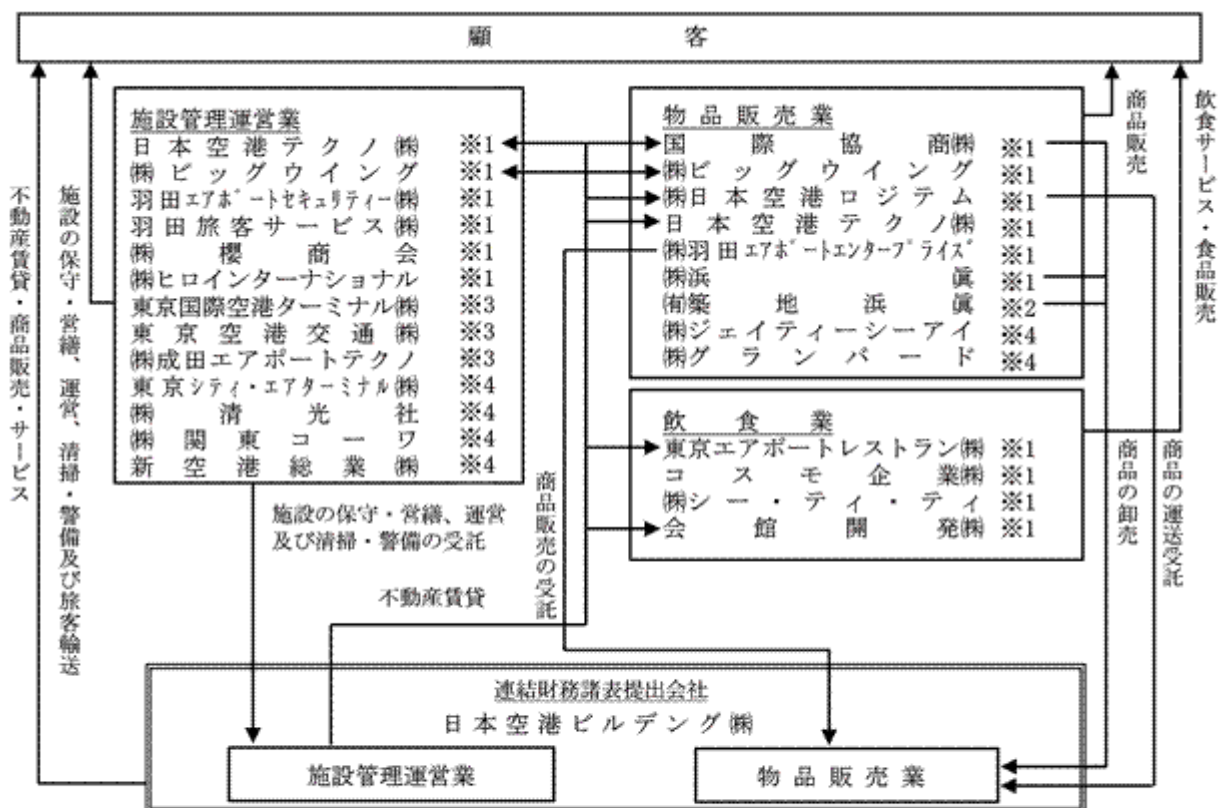 顧客
施設管理運営業
日本空港テクノ㈱ ※1
㈱ビッグウイング ※1
羽田エアポートセキュリティー㈱ ※1
羽田旅客サービス㈱ ※1
㈱櫻商会 ※1
㈱ヒロインターナショナル ※1
東京国際空港ターミナル㈱ ※3
東京空港交通㈱ ※3
㈱成田エアポートテクノ ※3
東京シティ・エアターミナル㈱ ※4
㈱清光社 ※4
㈱関東コーワ ※4
新空港総業㈱ ※4
物品販売業
国際協商㈱ ※1
㈱ビッグウイング ※1
㈱日本空港ロジテム ※1
日本空港テクノ㈱ ※1
㈱羽田エアポートエンタープライズ ※1
㈱浜眞 ※1
㈲築地浜眞 ※2
㈱ジェイティーシーアイ ※4
㈱グランバード ※4
飲食業
東京エアポートレストラン㈱ ※1
コスモ企業㈱ ※1
㈱シー・ティ・ティ ※1
会館開発㈱ ※1
不動産賃貸・商品販売・サービス
施設の保守・営繕、運営、清掃・警備及び旅客輸送
商品販売
飲食サービス・食品販売
施設の保守・営繕、運営
及び清掃・警備の受託
不動産賃貸
商品販売の受託
商品の卸売
商品の運送受託
連結財務諸表提出会社
日本空港ビルデング㈱
施設管理運営業
物品販売業